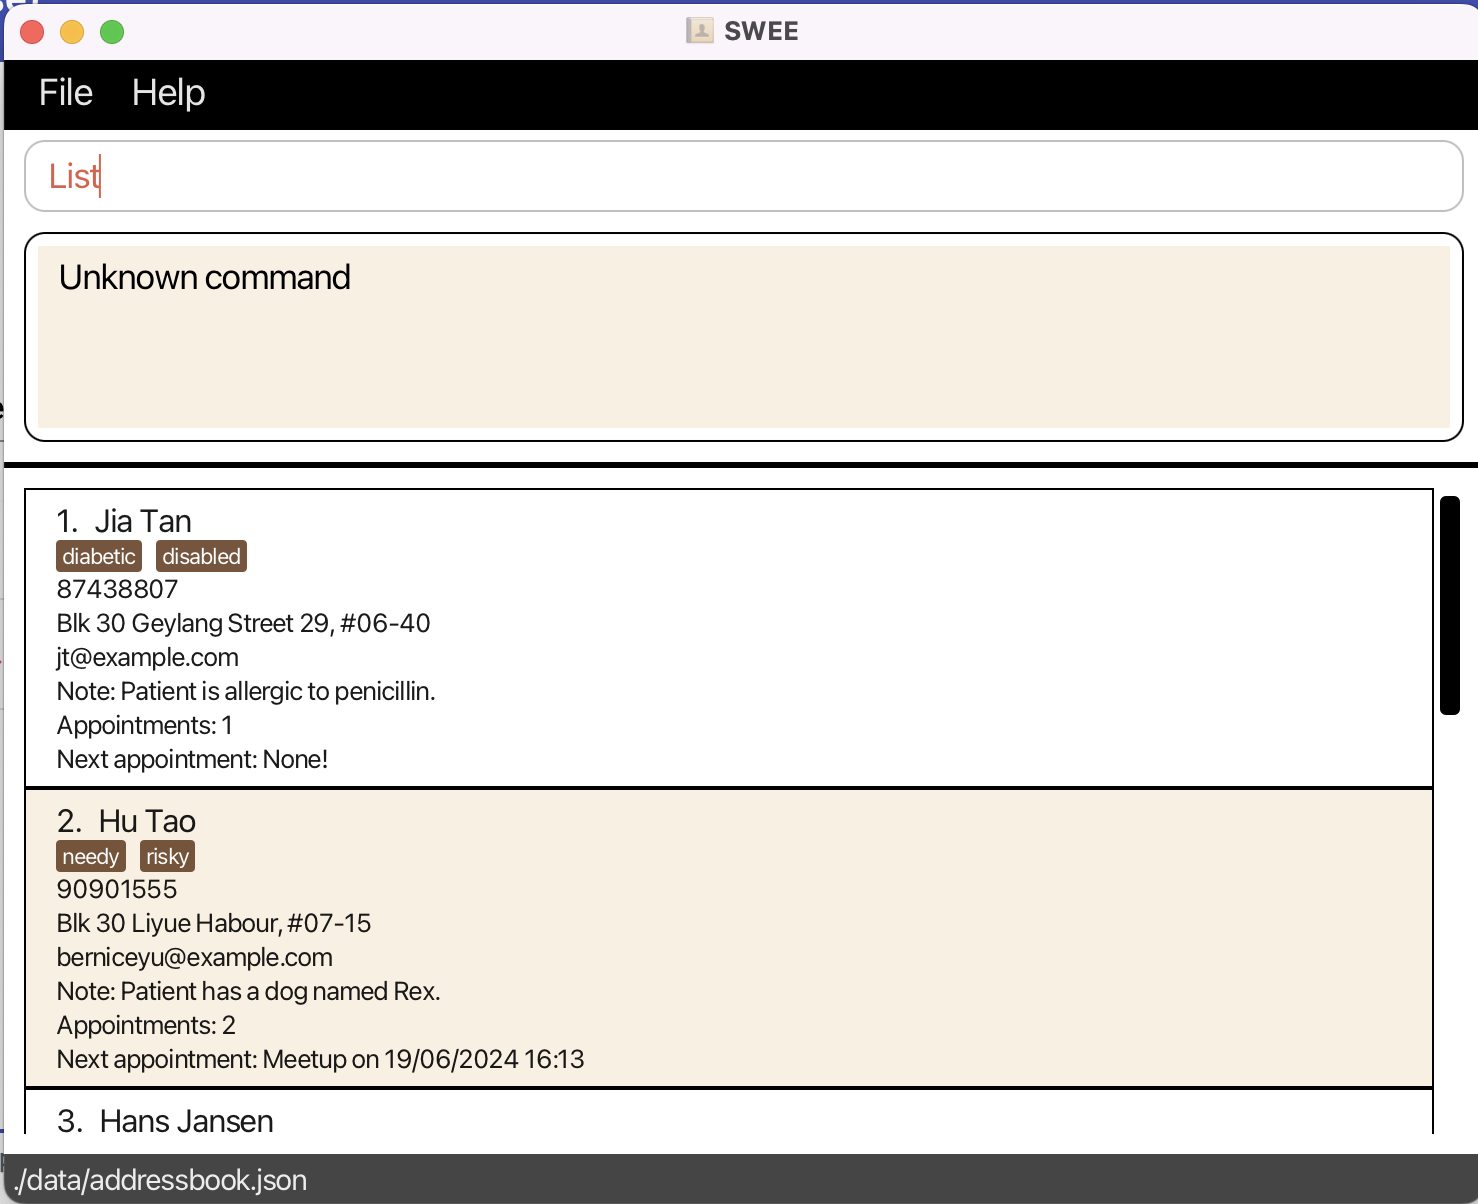 SWEE
File Help
List
Unknown command
1. Jia Tan
diabetic disabled
87438807
Blk 30 Geylang Street 29, #06-40
jt@example.com
Note: Patient is allergic to penicillin.
Appointments: 1
Next appointment: None!
2. Hu Tao
needy risky
90901555
Blk 30 Liyue Habour, #07-15
berniceyu@example.com
Note: Patient has a dog named Rex.
Appointments: 2
Next appointment: Meetup on 19/06/2024 16:13
3. Hans Jansen
./data/addressbook.json